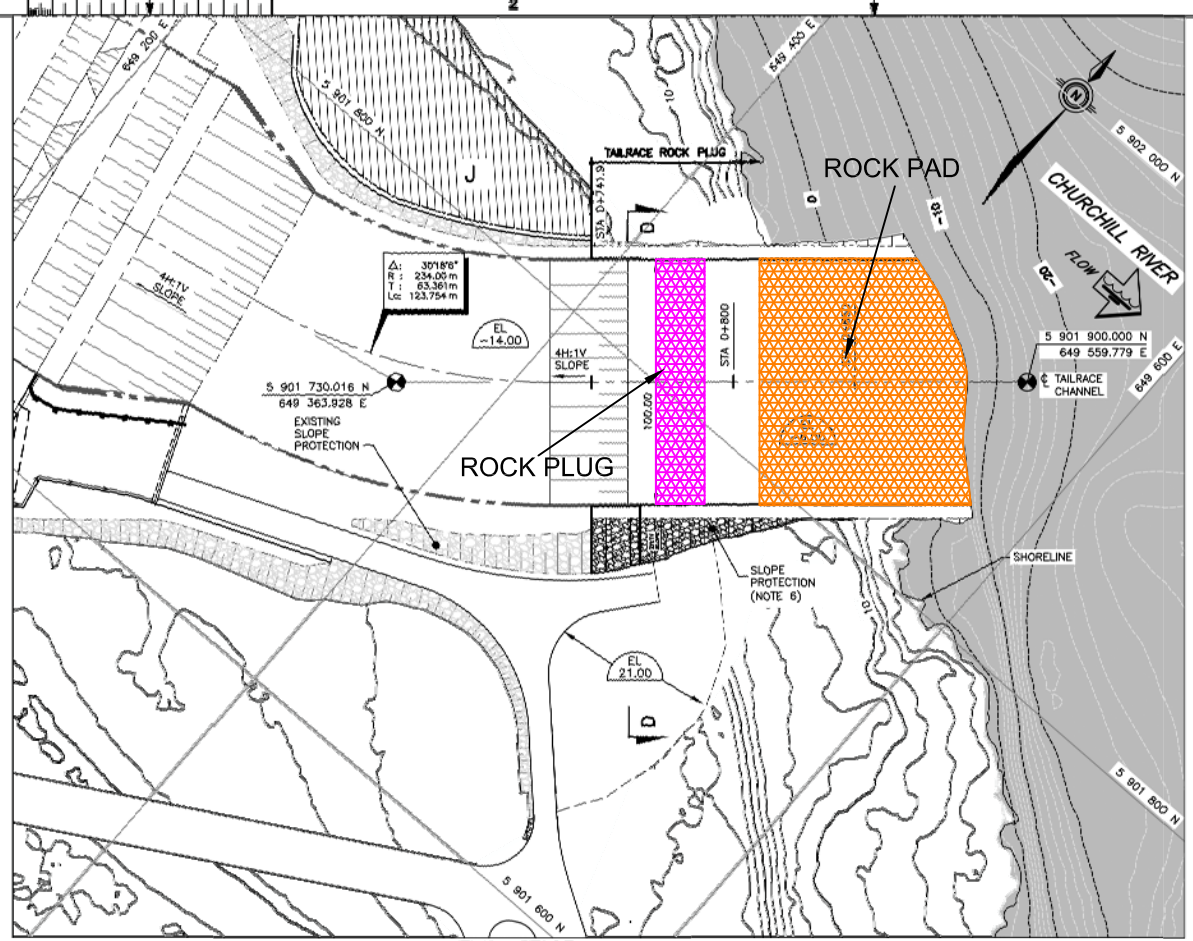 2
649 200 E
5 901 800 N
649 400 E
10
TAILRACE ROCK PLUG
STA 0+741.9
D
J
ROCK PAD
0
-10
-20
N
5 902 000 N
CHURCHILL RIVER
FLOW
4H:1V
SLOPE
Δ: 30°18'6"
R : 234.00 m
T : 63.361 m
Lc: 123.754 m
EL
~14.00
4H:1V
SLOPE
STA 0+800
100.00
5 901 900.000 N
649 559.779 E
℄ TAILRACE
CHANNEL
649 600 E
5 901 730.016 N
649 363.928 E
EXISTING
SLOPE
PROTECTION
ROCK PLUG
SHORELINE
SLOPE
PROTECTION
(NOTE 6)
10
EL
21.00
D
5 901 800 N
5 901 600 N